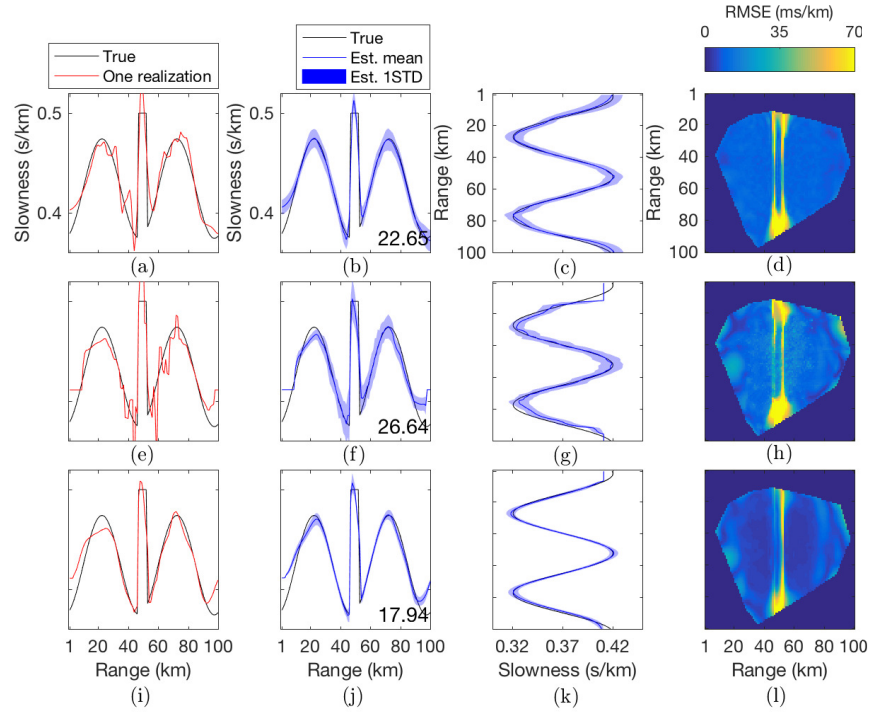 RMSE (ms/km)
0 35 70
True
One realization
True
Est. mean
Est. 1STD
Slowness (s/km)
0.5
0.4
Slowness (s/km)
0.5
0.4
22.65
Range (km)
1
20
40
60
80
100
Range (km)
1
20
40
60
80
100
(a) (b) (c) (d)
26.64
(e) (f) (g) (h)
17.94
1 20 40 60 80 100
1 20 40 60 80 100
0.32 0.37 0.42
1 20 40 60 80 100
Range (km) Range (km) Slowness (s/km) Range (km)
(i) (j) (k) (l)